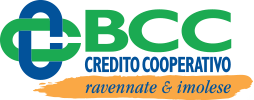 BCC
CREDITO COOPERATIVO
ravennate & imolese